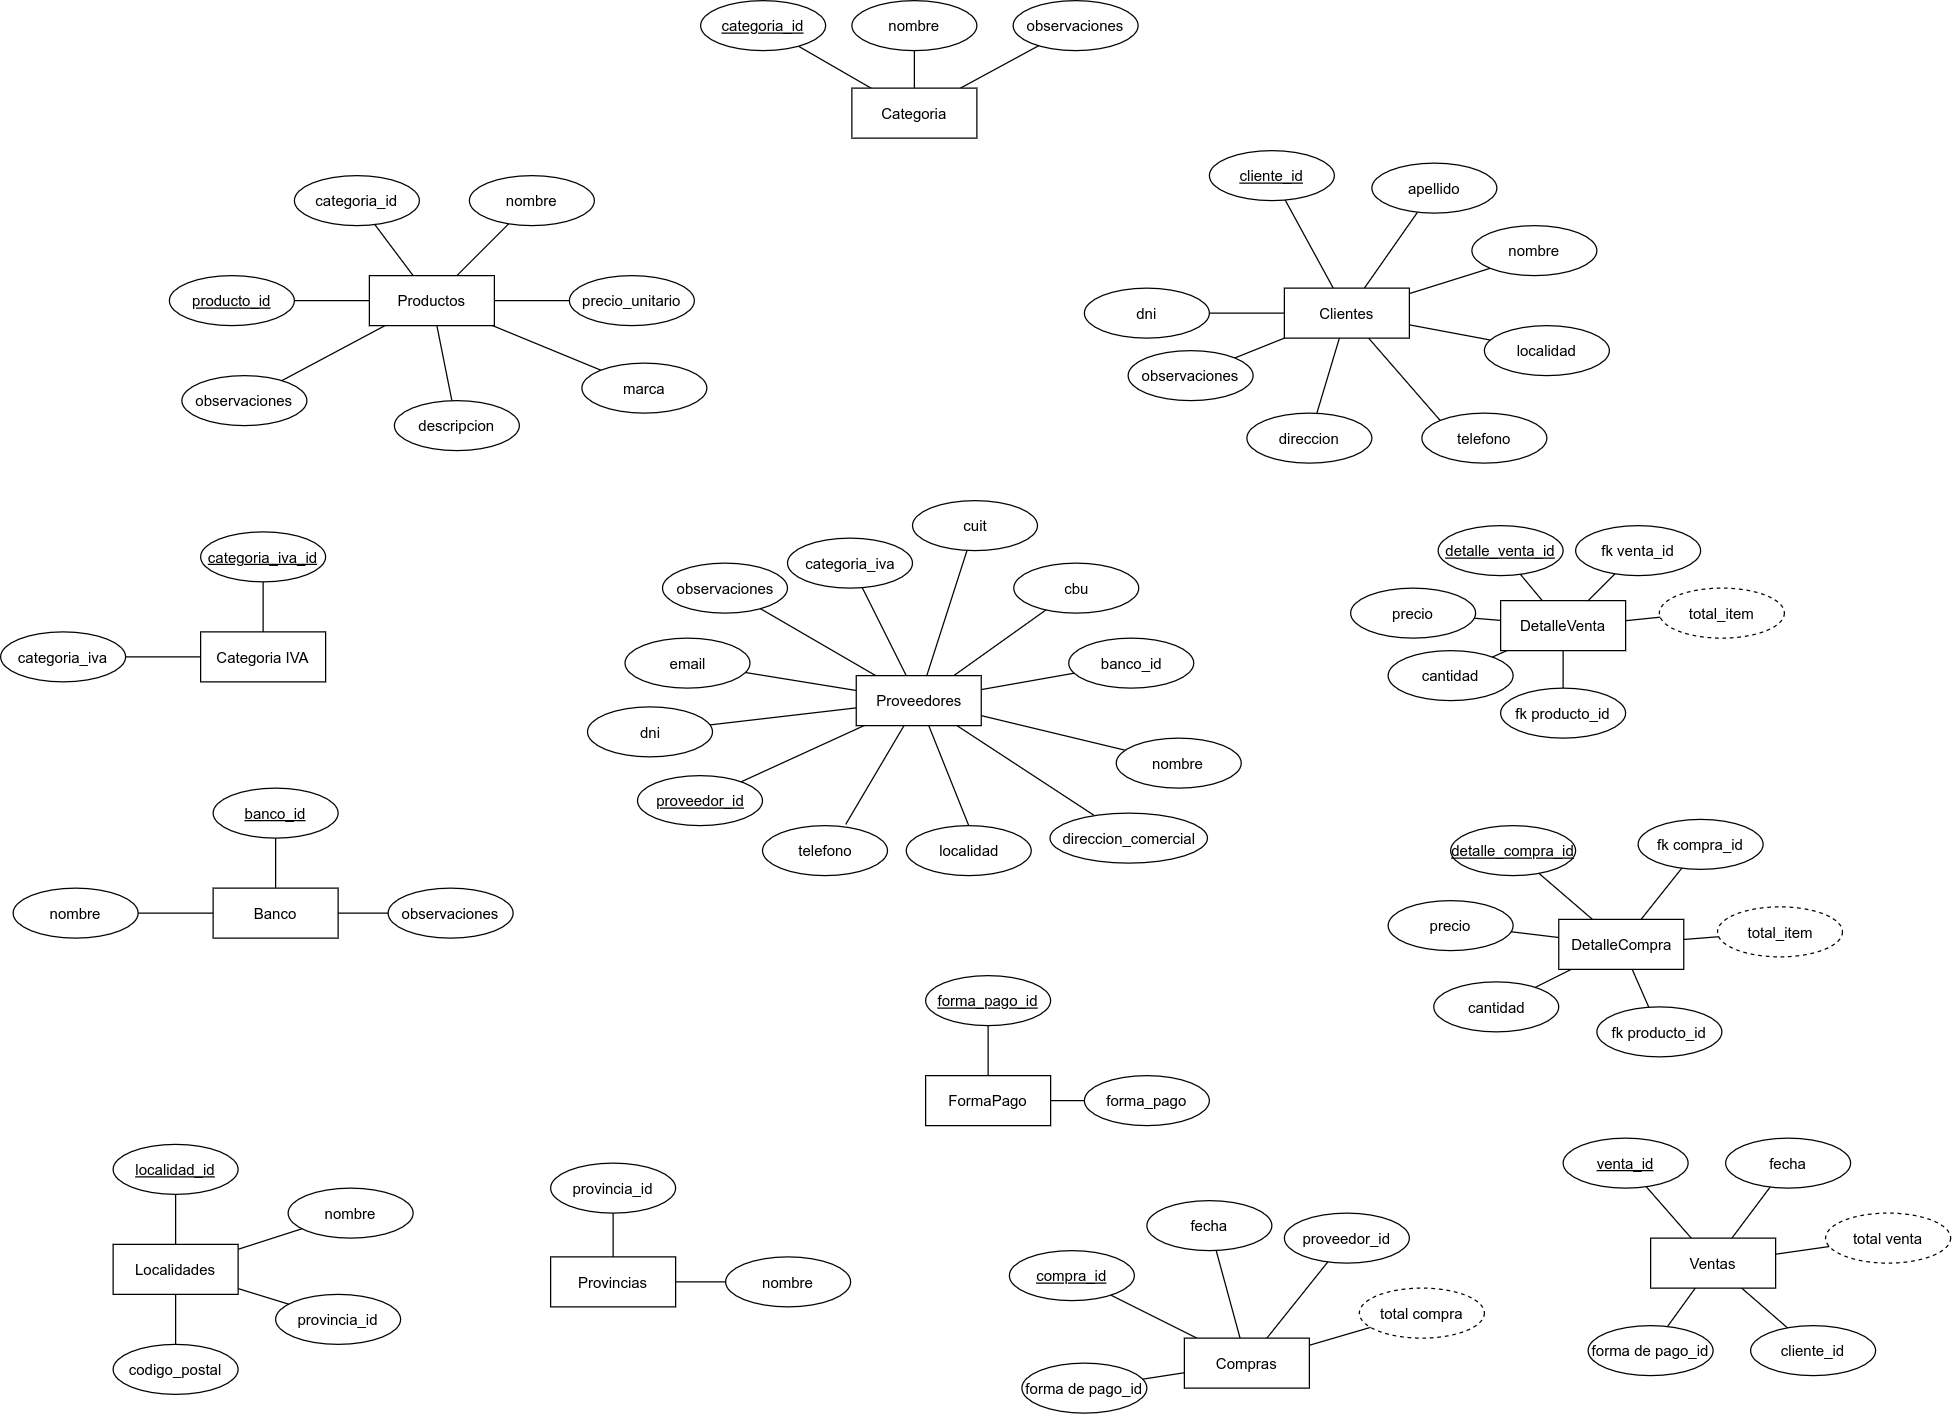 categoria_id
nombre
observaciones
Categoria
categoria_id
nombre
producto_id
Productos
precio_unitario
observaciones
descripcion
marca
cliente_id
apellido
nombre
dni
Clientes
localidad
observaciones
direccion
telefono
categoria_iva_id
categoria_iva
Categoria IVA
cuit
categoria_iva
observaciones
cbu
email
banco_id
Proveedores
dni
nombre
proveedor_id
telefono
localidad
direccion_comercial
detalle_venta_id
fk venta_id
precio
DetalleVenta
total_item
cantidad
fk producto_id
banco_id
nombre
Banco
observaciones
detalle_compra_id
fk compra_id
precio
DetalleCompra
total_item
cantidad
fk producto_id
forma_pago_id
FormaPago
forma_pago
localidad_id
nombre
Localidades
provincia_id
codigo_postal
provincia_id
Provincias
nombre
fecha
proveedor_id
compra_id
total compra
Compras
forma de pago_id
venta_id
fecha
total venta
Ventas
forma de pago_id
cliente_id